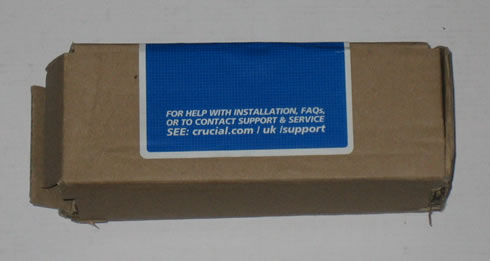 FOR HELP WITH INSTALLATION, FAQs,
OR TO CONTACT SUPPORT & SERVICE
SEE: crucial.com / uk /support